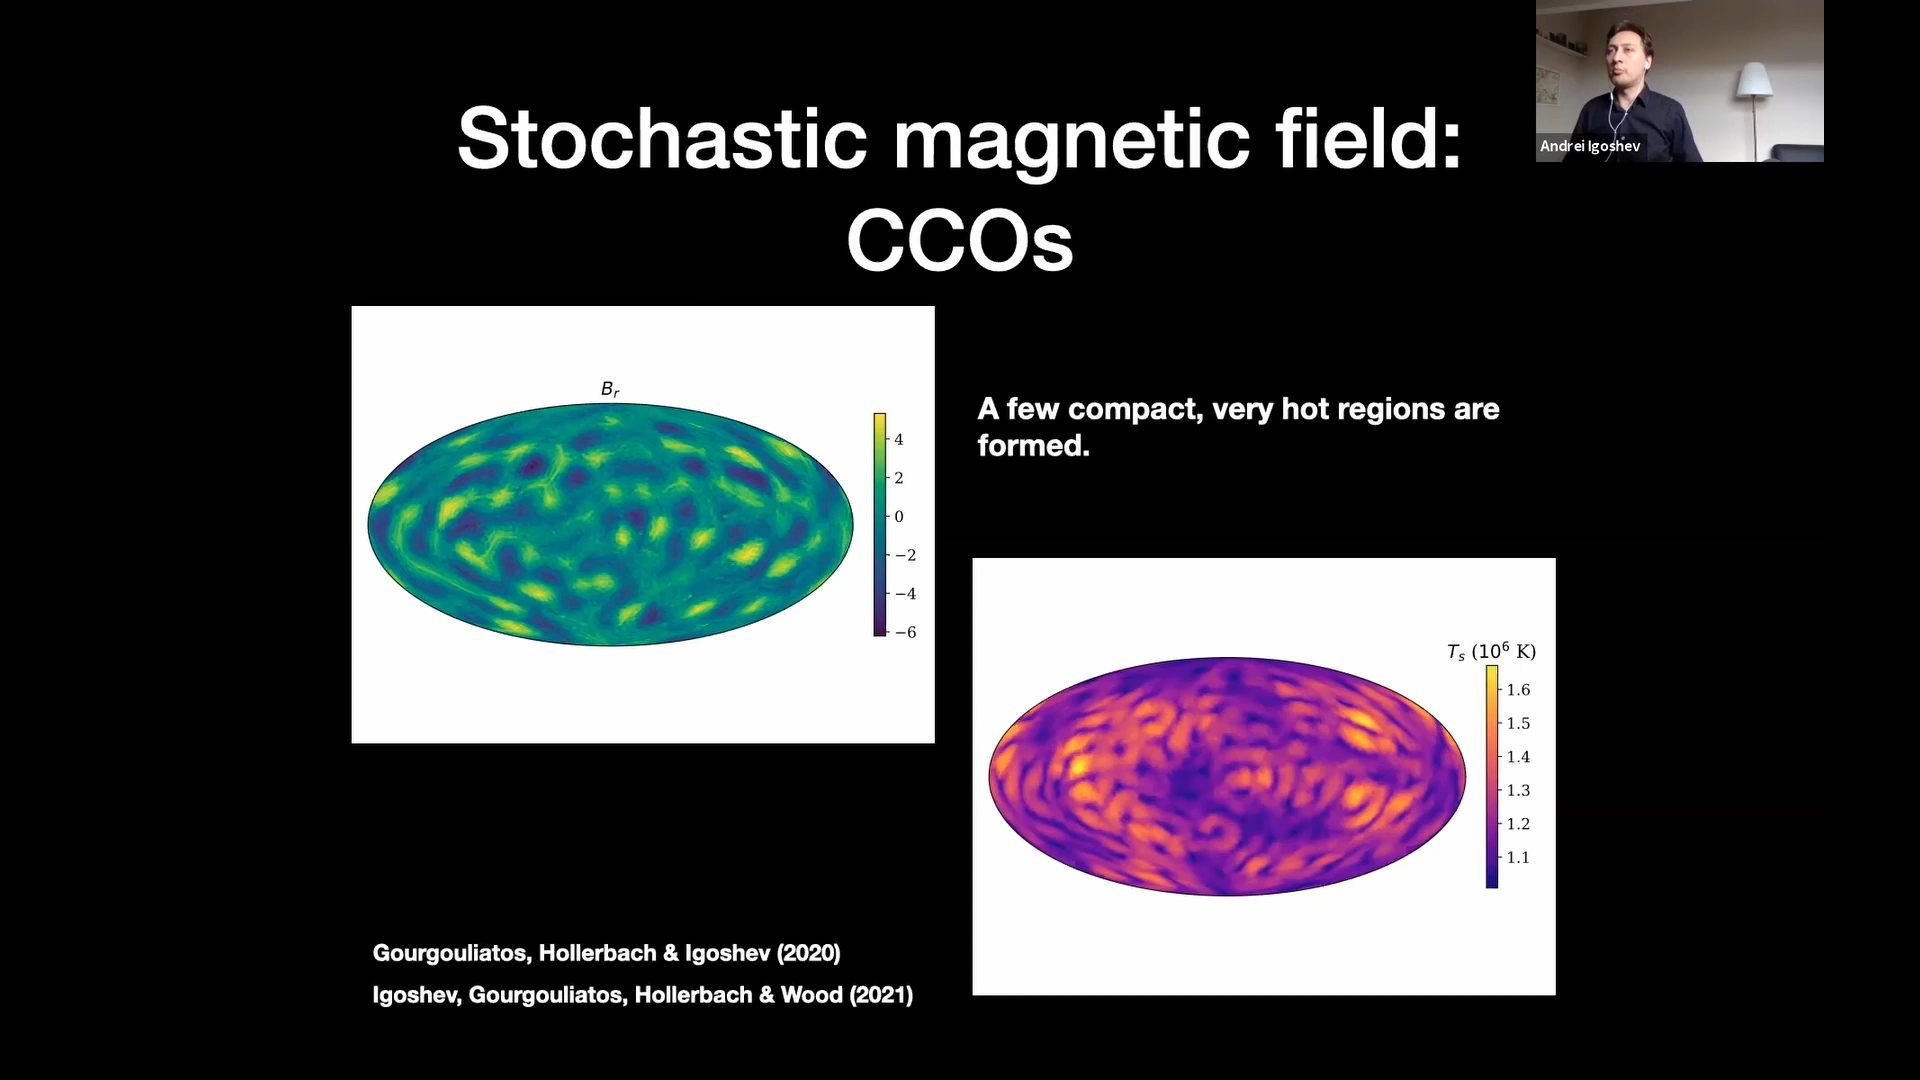 Stochastic magnetic field:
CCOs
Andrei Igoshev
B_r
4
2
0
−2
−4
−6
A few compact, very hot regions are
formed.
T_s (10^6 K)
1.6
1.5
1.4
1.3
1.2
1.1
Gourgouliatos, Hollerbach & Igoshev (2020)
Igoshev, Gourgouliatos, Hollerbach & Wood (2021)